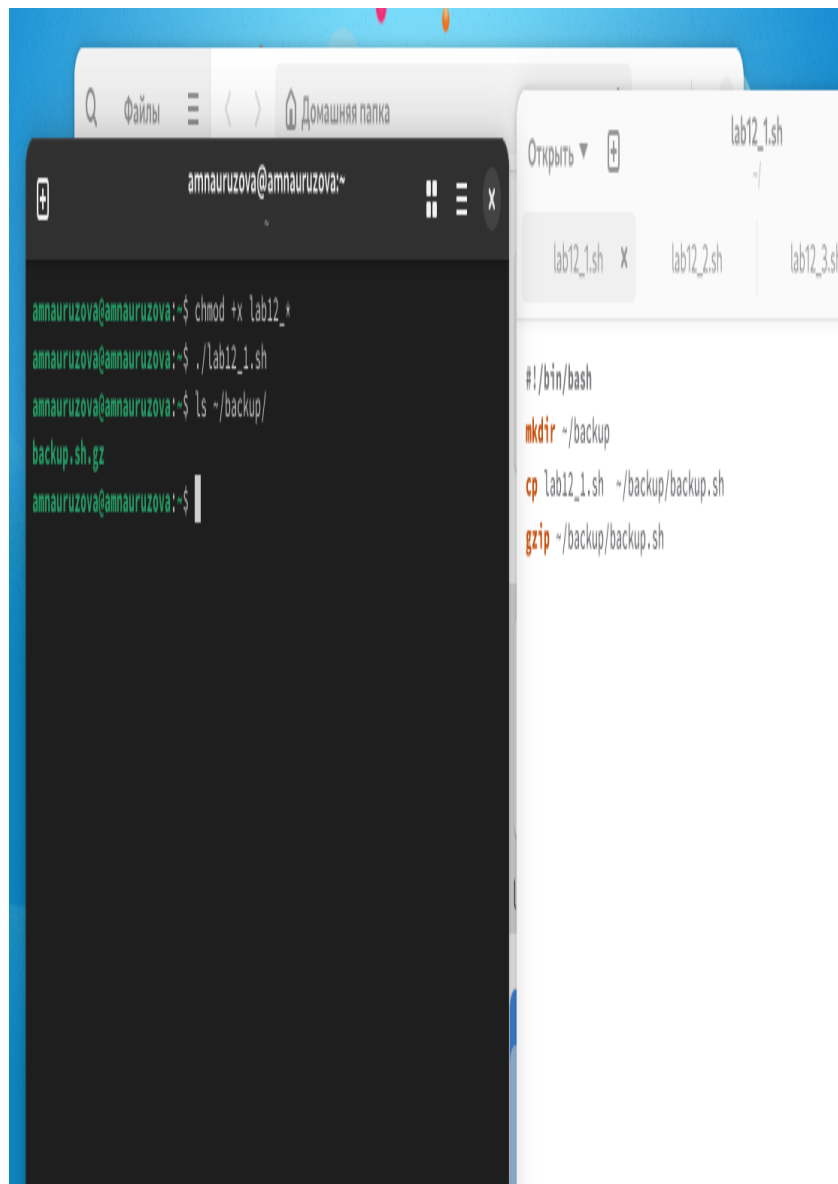 Файлы
Домашняя папка
amnauruzova@amnauruzova:~
~
amnauruzova@amnauruzova:~$ chmod +x lab12_*
amnauruzova@amnauruzova:~$ ./lab12_1.sh
amnauruzova@amnauruzova:~$ ls ~/backup/
backup.sh.gz
amnauruzova@amnauruzova:~$
Открыть
lab12_1.sh
~/
lab12_1.sh
lab12_2.sh
lab12_3.sh
#!/bin/bash
mkdir ~/backup
cp lab12_1.sh  ~/backup/backup.sh
gzip ~/backup/backup.sh